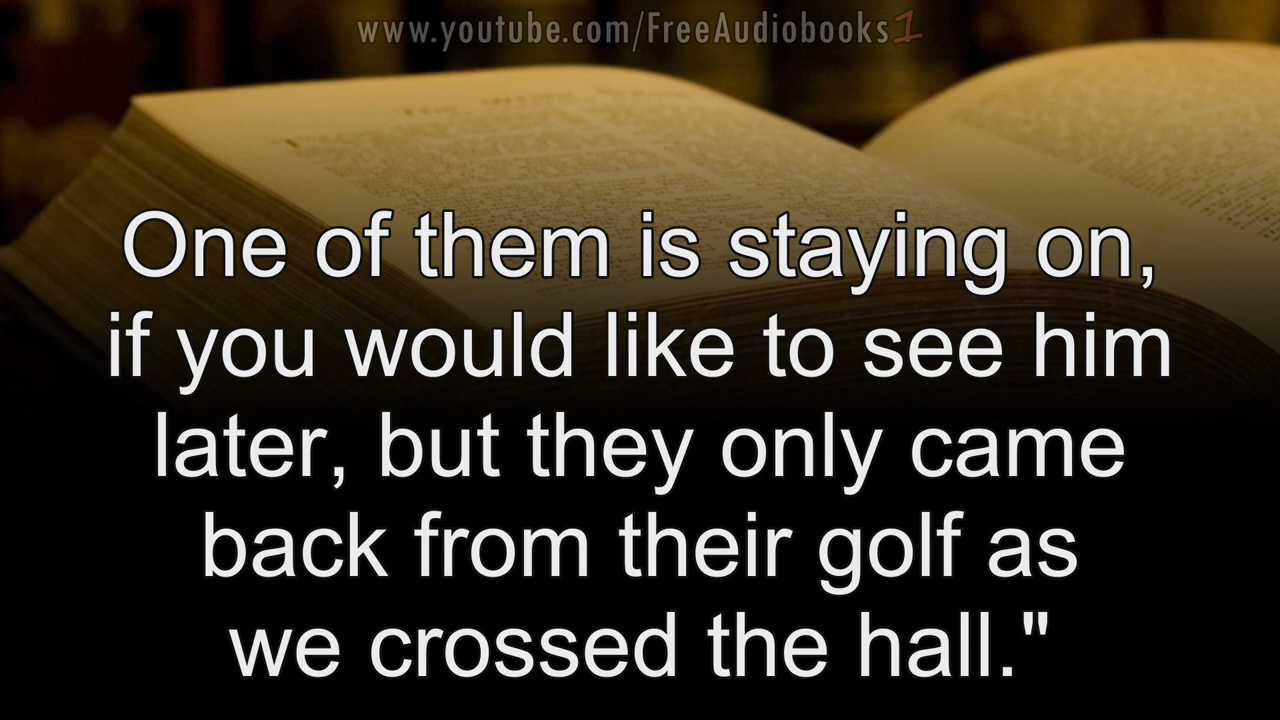 www.youtube.com/FreeAudiobooks1
One of them is staying on,
if you would like to see him
later, but they only came
back from their golf as
we crossed the hall."